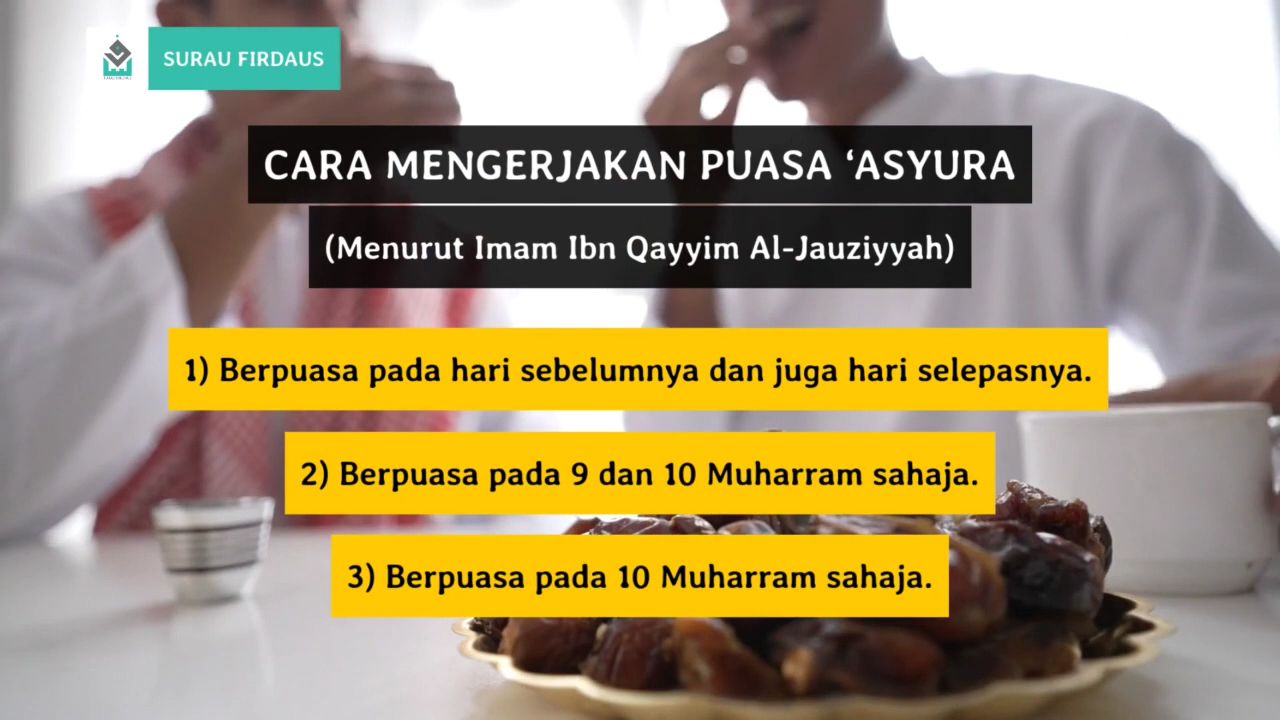 SURAU FIRDAUS
CARA MENGERJAKAN PUASA ‘ASYURA
(Menurut Imam Ibn Qayyim Al-Jauziyyah)
1) Berpuasa pada hari sebelumnya dan juga hari selepasnya.
2) Berpuasa pada 9 dan 10 Muharram sahaja.
3) Berpuasa pada 10 Muharram sahaja.